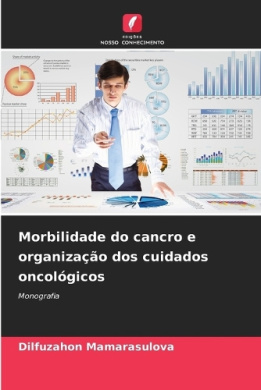 edições
NOSSO CONHECIMENTO
Morbilidade do cancro e
organização dos cuidados
oncológicos
Monografia
Dilfuzahon Mamarasulova